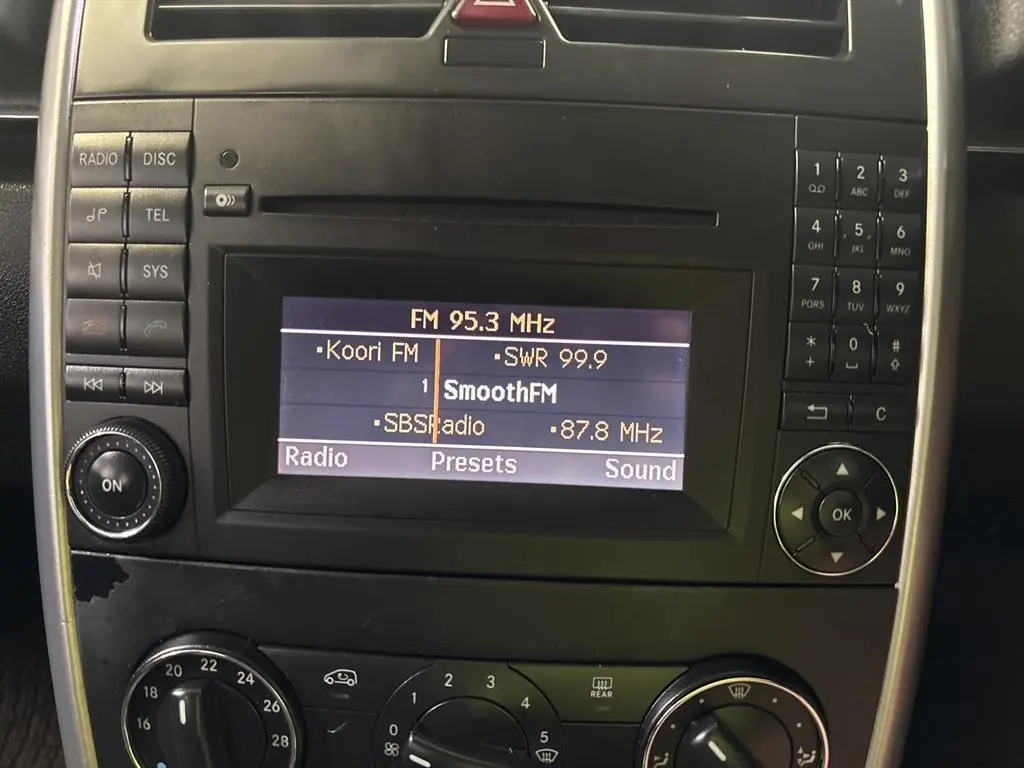 RADIO DISC
TEL
SYS
ON
FM 95.3 MHz
Koori FM SWR 99.9
1 SmoothFM
SBSRadio 87.8 MHz
Radio Presets Sound
1 2 3
ABC DEF
4 5 6
GHI JKL MNO
7 8 9
PQRS TUV WXYZ
* 0 #
+
C
OK
16 18 20 22 24 26 28
0 1 2 3 4 5
REAR